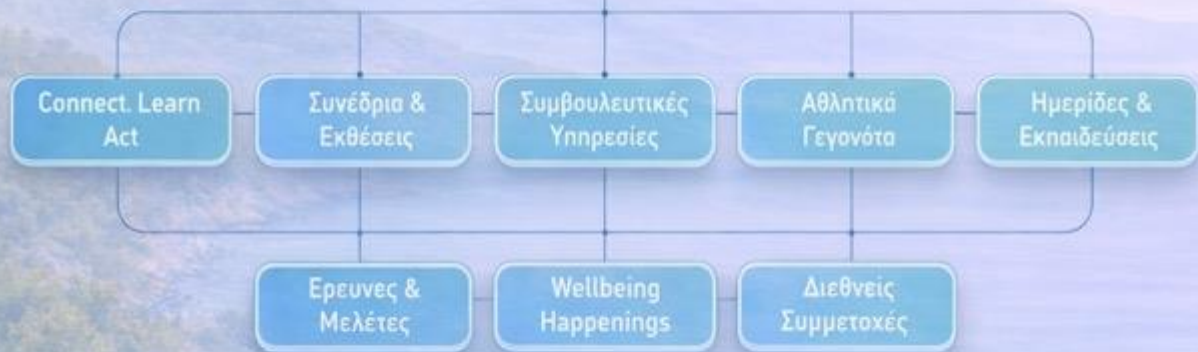 Connect. Learn
Act
Συνέδρια &
Εκθέσεις
Συμβουλευτικές
Υπηρεσίες
Αθλητικά
Γεγονότα
Ημερίδες &
Εκπαιδεύσεις
Ερευνες &
Μελέτες
Wellbeing
Happenings
Διεθνείς
Συμμετοχές